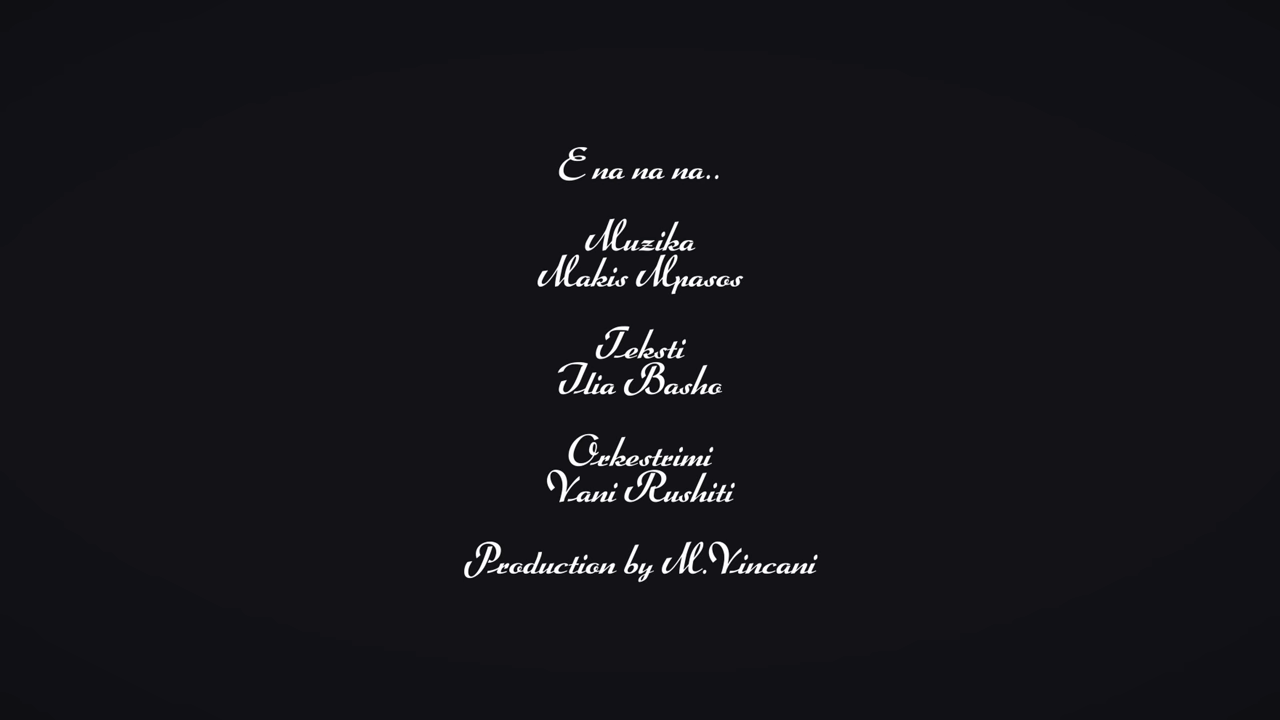 E na na na..
Muzika
Makis Mpasos
Teksti
Ilia Basho
Orkestrimi
Vani Rushiti
Production by M.Vincani